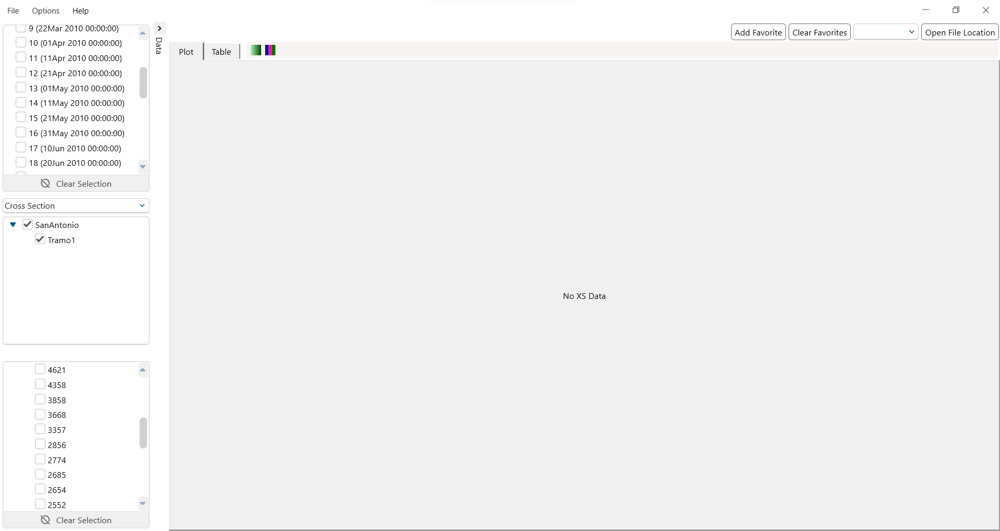 File Options Help
9 (22Mar 2010 00:00:00)
10 (01Apr 2010 00:00:00)
11 (11Apr 2010 00:00:00)
12 (21Apr 2010 00:00:00)
13 (01May 2010 00:00:00)
14 (11May 2010 00:00:00)
15 (21May 2010 00:00:00)
16 (31May 2010 00:00:00)
17 (10Jun 2010 00:00:00)
18 (20Jun 2010 00:00:00)
Clear Selection
Cross Section
SanAntonio
Tramo1
4621
4358
3858
3668
3357
2856
2774
2685
2654
2552
Clear Selection
Data
Add Favorite Clear Favorites Open File Location
Plot Table
No XS Data